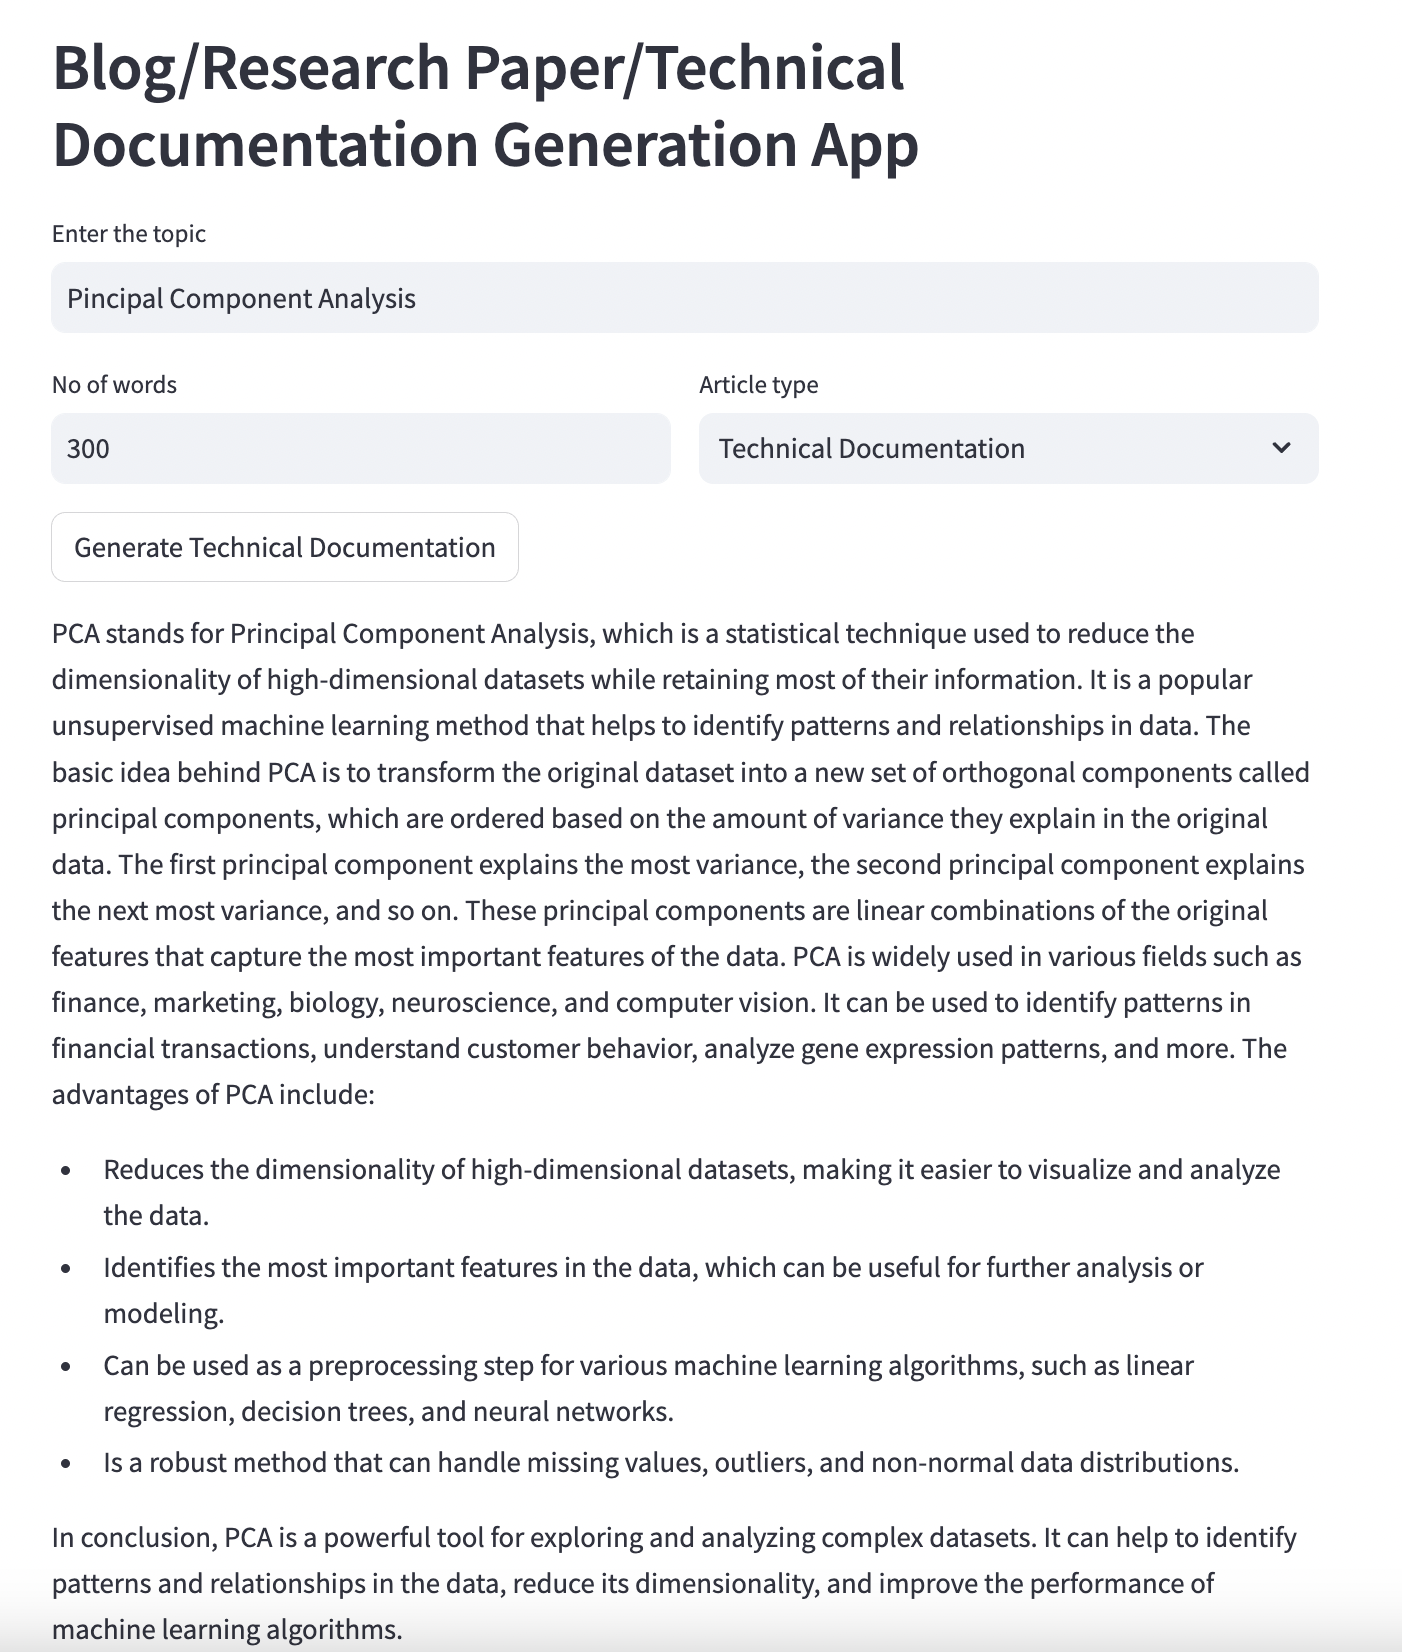 Blog/Research Paper/Technical
Documentation Generation App
Enter the topic
Pincipal Component Analysis
No of words
Article type
300
Technical Documentation
Generate Technical Documentation
PCA stands for Principal Component Analysis, which is a statistical technique used to reduce the
dimensionality of high-dimensional datasets while retaining most of their information. It is a popular
unsupervised machine learning method that helps to identify patterns and relationships in data. The
basic idea behind PCA is to transform the original dataset into a new set of orthogonal components called
principal components, which are ordered based on the amount of variance they explain in the original
data. The first principal component explains the most variance, the second principal component explains
the next most variance, and so on. These principal components are linear combinations of the original
features that capture the most important features of the data. PCA is widely used in various fields such as
finance, marketing, biology, neuroscience, and computer vision. It can be used to identify patterns in
financial transactions, understand customer behavior, analyze gene expression patterns, and more. The
advantages of PCA include:
• Reduces the dimensionality of high-dimensional datasets, making it easier to visualize and analyze
the data.
• Identifies the most important features in the data, which can be useful for further analysis or
modeling.
• Can be used as a preprocessing step for various machine learning algorithms, such as linear
regression, decision trees, and neural networks.
• Is a robust method that can handle missing values, outliers, and non-normal data distributions.
In conclusion, PCA is a powerful tool for exploring and analyzing complex datasets. It can help to identify
patterns and relationships in the data, reduce its dimensionality, and improve the performance of
machine learning algorithms.